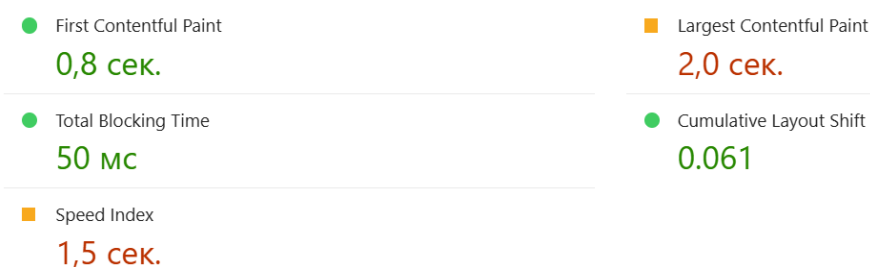 First Contentful Paint
0,8 сек.
Largest Contentful Paint
2,0 сек.
Total Blocking Time
50 мс
Cumulative Layout Shift
0.061
Speed Index
1,5 сек.